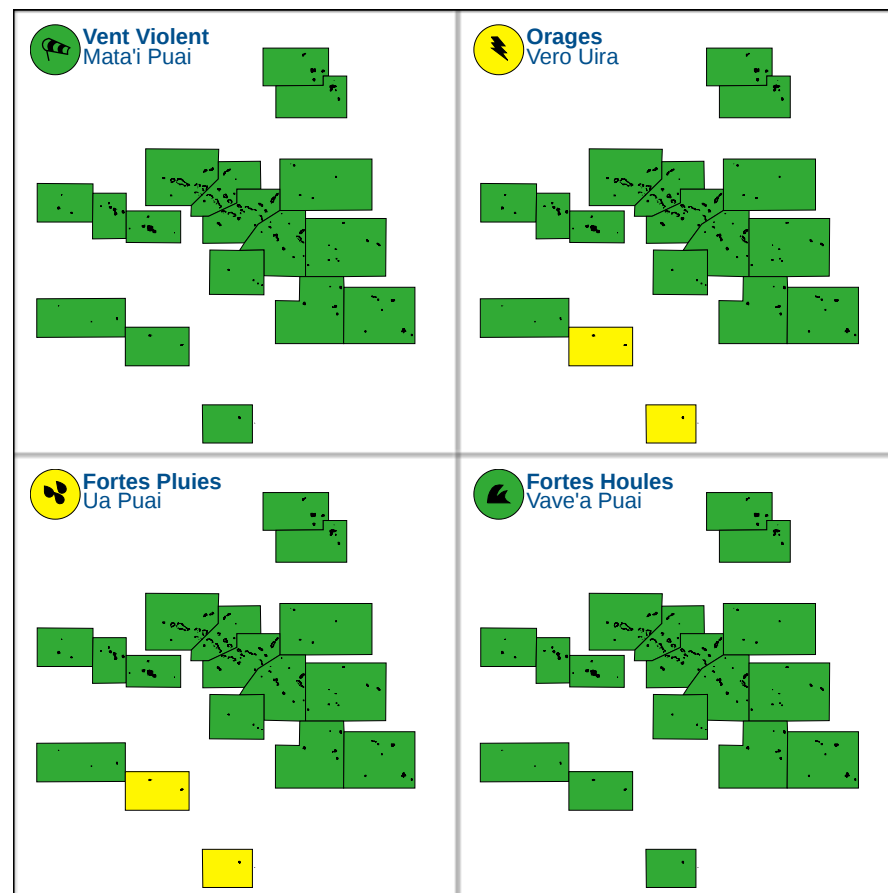 Vent Violent
Mata'i Puai
Orages
Vero Uira
Fortes Pluies
Ua Puai
Fortes Houles
Vave'a Puai